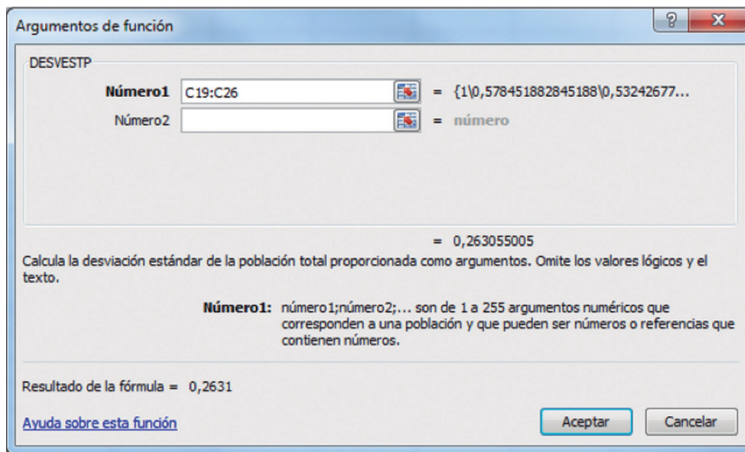 Argumentos de función
DESVESTP
Número1 C19:C26 = {1\0,578451882845188\0,53242677...
Número2 = número
= 0,263055005
Calcula la desviación estándar de la población total proporcionada como argumentos. Omite los valores lógicos y el
texto.
Número1: número1;número2;... son de 1 a 255 argumentos numéricos que
corresponden a una población y que pueden ser números o referencias que
contienen números.
Resultado de la fórmula = 0,2631
Ayuda sobre esta función
Aceptar Cancelar